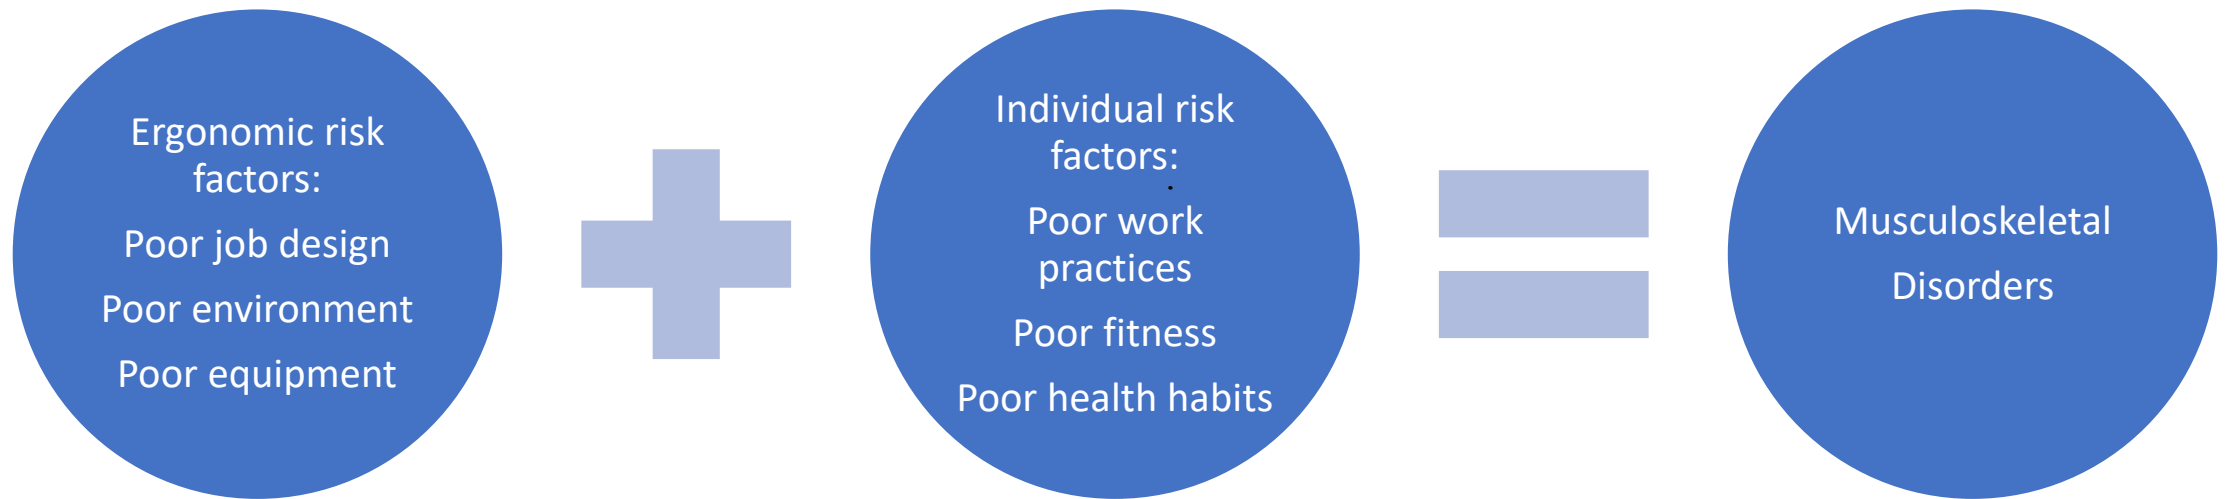 Ergonomic risk
factors:
Poor job design
Poor environment
Poor equipment
Individual risk
factors:
Poor work
practices
Poor fitness
Poor health habits
Musculoskeletal
Disorders